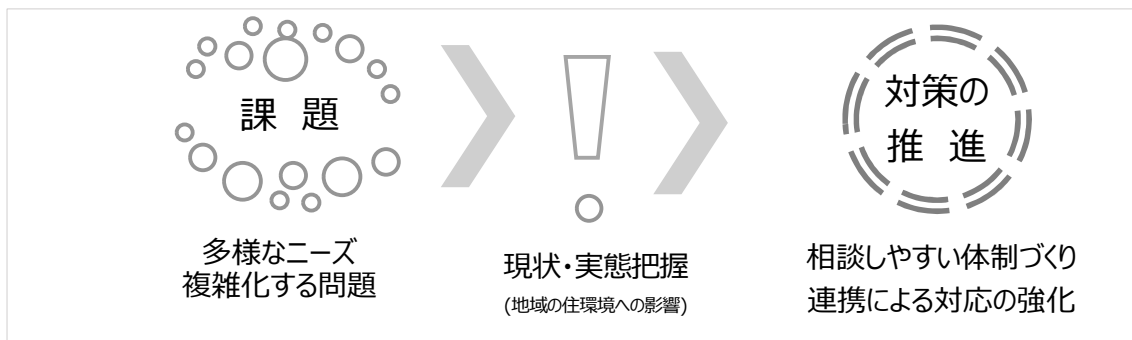 課 題
多様なニーズ
複雑化する問題
現状・実態把握
(地域の住環境への影響)
対策の
推 進
相談しやすい体制づくり
連携による対応の強化